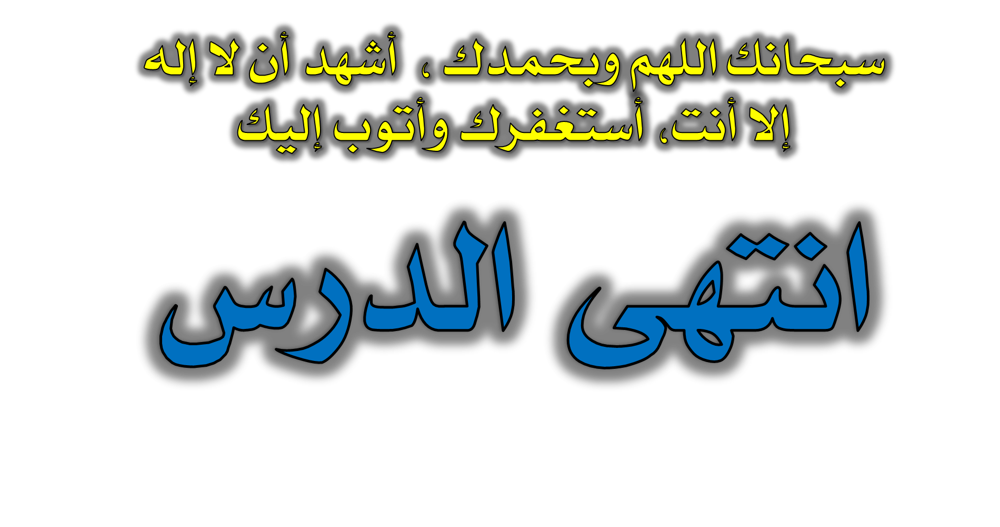 سبحانك اللهم وبحمدك ، أشهد أن لا إله
إلا أنت، أستغفرك وأتوب إليك
انتهى الدرس